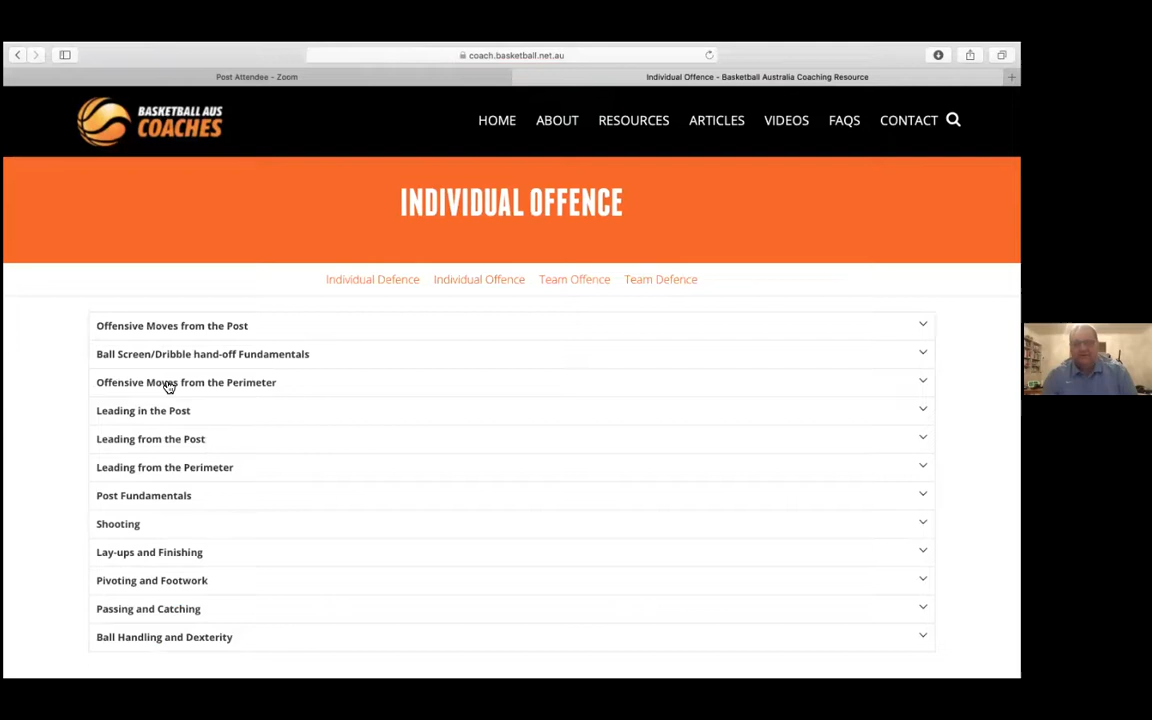 coach.basketball.net.au
Post Attendee - Zoom
Individual Offence - Basketball Australia Coaching Resource
BASKETBALL AUS
COACHES
HOME ABOUT RESOURCES ARTICLES VIDEOS FAQS CONTACT
INDIVIDUAL OFFENCE
Individual Defence Individual Offence Team Offence Team Defence
Offensive Moves from the Post
Ball Screen/Dribble hand-off Fundamentals
Offensive Moves from the Perimeter
Leading in the Post
Leading from the Post
Leading from the Perimeter
Post Fundamentals
Shooting
Lay-ups and Finishing
Pivoting and Footwork
Passing and Catching
Ball Handling and Dexterity